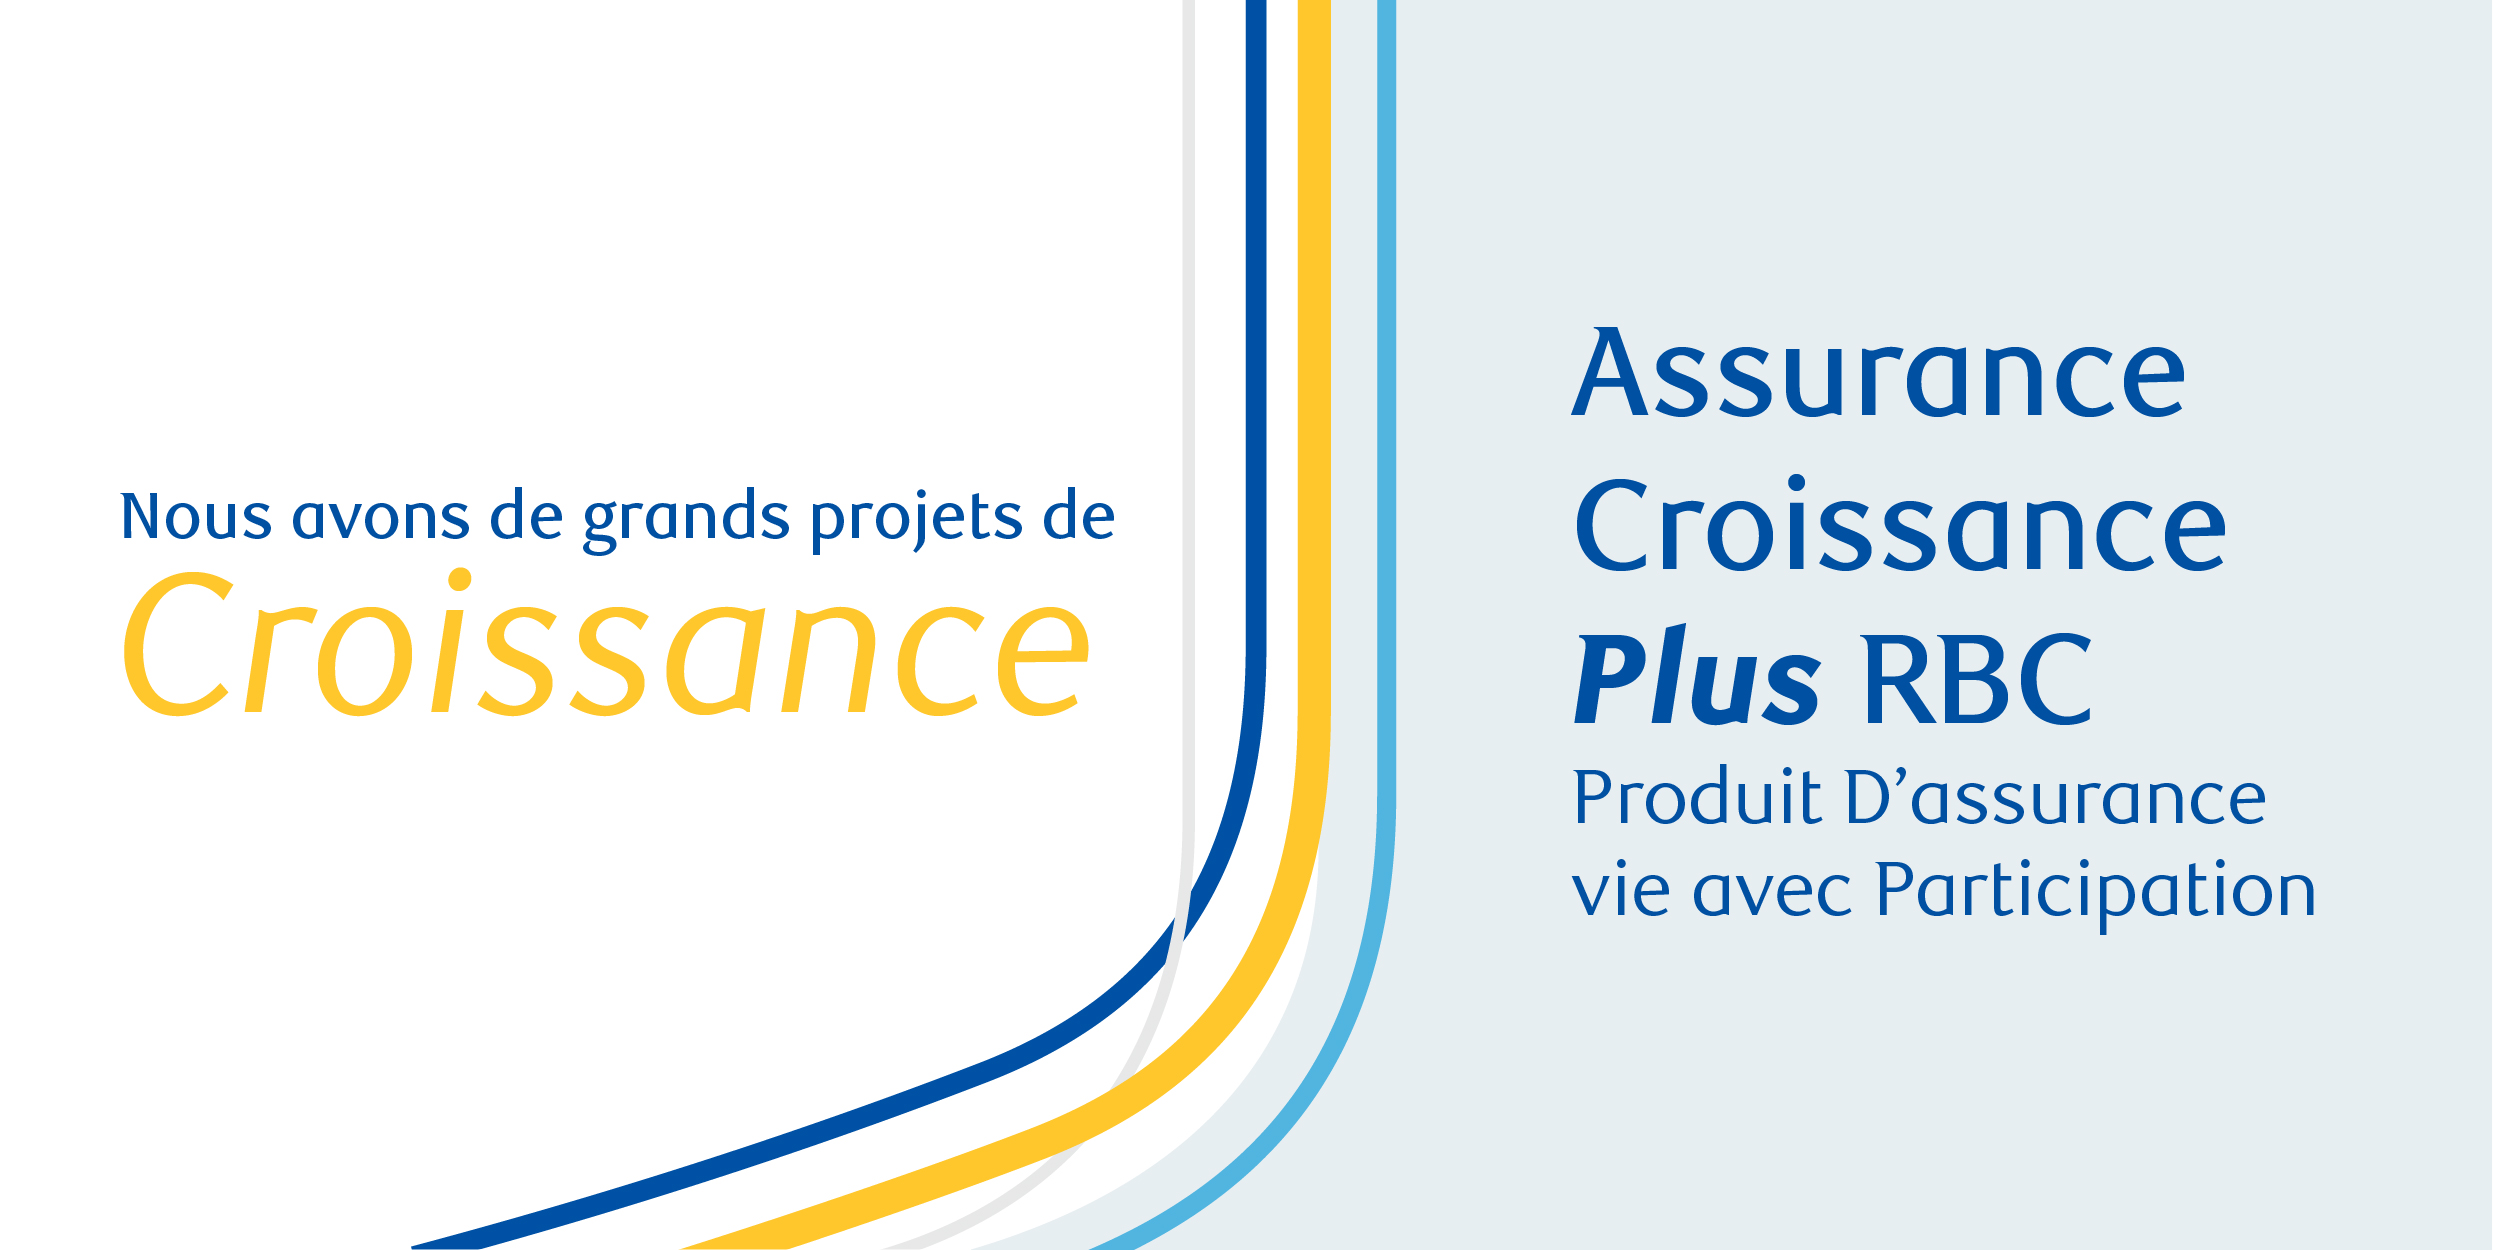 Nous avons de grands projets de
Croissance
Assurance
Croissance
Plus RBC
Produit D'assurance
vie avec Participation